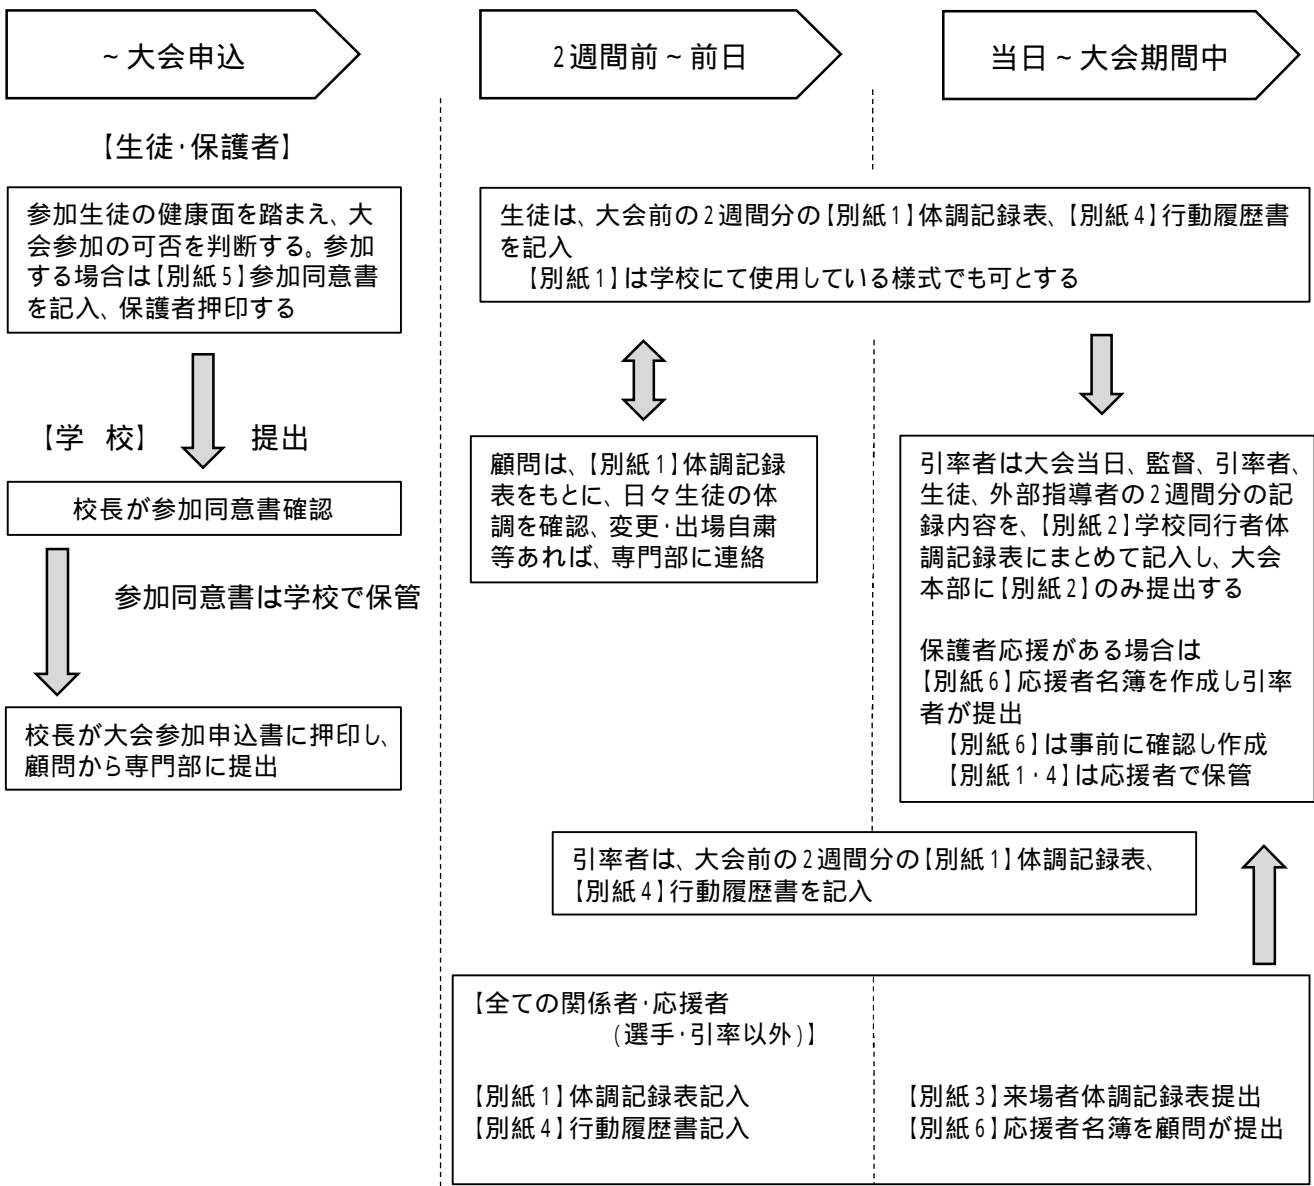 ~大会申込
2週間前~前日
当日~大会期間中
【生徒・保護者】
参加生徒の健康面を踏まえ、大
会参加の可否を判断する。参加
する場合は【別紙5】参加同意書
を記入、保護者押印する
【学 校】 提出
校長が参加同意書確認
参加同意書は学校で保管
校長が大会参加申込書に押印し、
顧問から専門部に提出
生徒は、大会前の2週間分の【別紙1】体調記録表、【別紙4】行動履歴書
を記入
【別紙1】は学校にて使用している様式でも可とする
顧問は、【別紙1】体調記録
表をもとに、日々生徒の体
調を確認、変更・出場自粛
等あれば、専門部に連絡
引率者は大会当日、監督、引率者、
生徒、外部指導者の2週間分の記
録内容を、【別紙2】学校同行者体
調記録表にまとめて記入し、大会
本部に【別紙2】のみ提出する
保護者応援がある場合は
【別紙6】応援者名簿を作成し引率
者が提出
【別紙6】は事前に確認し作成
【別紙1・4】は応援者で保管
引率者は、大会前の2週間分の【別紙1】体調記録表、
【別紙4】行動履歴書を記入
【全ての関係者・応援者
(選手・引率以外)】
【別紙1】体調記録表記入
【別紙4】行動履歴書記入
【別紙3】来場者体調記録表提出
【別紙6】応援者名簿を顧問が提出